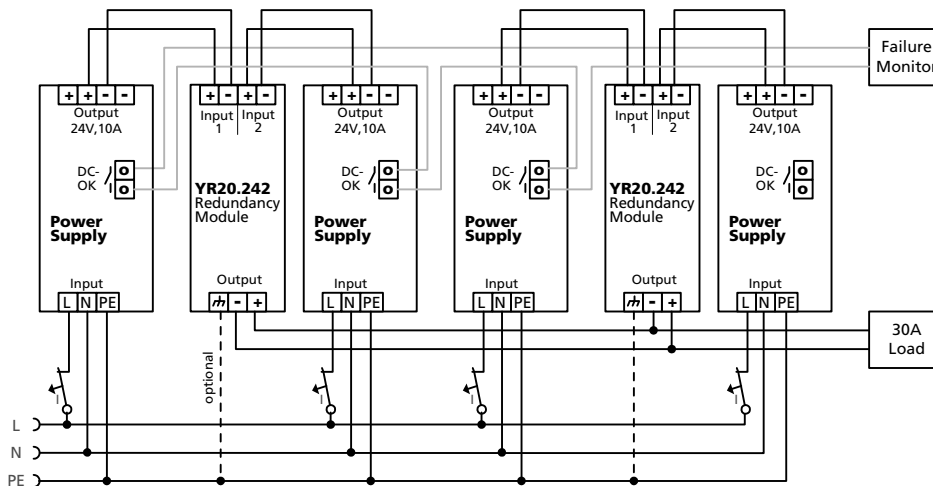 Failure
Monitor
+ + - -
Output
24V,10A
DC-
OK
Power
Supply
Input
L N PE
+ - + -
Input
1
Input
2
YR20.242
Redundancy
Module
Output
- +
optional
+ + - -
Output
24V,10A
DC-
OK
Power
Supply
Input
L N PE
+ + - -
Output
24V,10A
DC-
OK
Power
Supply
Input
L N PE
+ - + -
Input
1
Input
2
YR20.242
Redundancy
Module
Output
- +
+ + - -
Output
24V,10A
DC-
OK
Power
Supply
Input
L N PE
30A
Load
I
I
I
I
L
N
PE